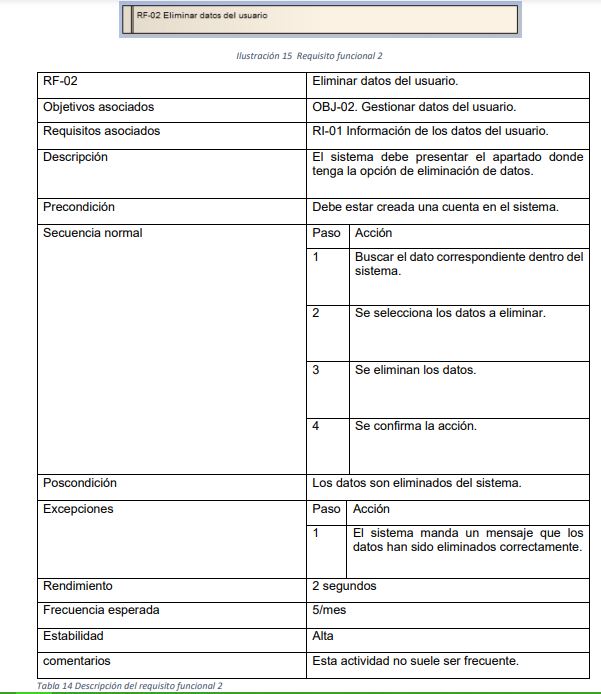 RF-02 Eliminar datos del usuario
Ilustración 15 Requisito funcional 2
RF-02 Eliminar datos del usuario.
Objetivos asociados OBJ-02. Gestionar datos del usuario.
Requisitos asociados RI-01 Información de los datos del usuario.
Descripción El sistema debe presentar el apartado donde
tenga la opción de eliminación de datos.
Precondición Debe estar creada una cuenta en el sistema.
Secuencia normal Paso Acción
1 Buscar el dato correspondiente dentro del
sistema.
2 Se selecciona los datos a eliminar.
3 Se eliminan los datos.
4 Se confirma la acción.
Poscondición Los datos son eliminados del sistema.
Excepciones Paso Acción
1 El sistema manda un mensaje que los
datos han sido eliminados correctamente.
Rendimiento 2 segundos
Frecuencia esperada 5/mes
Estabilidad Alta
comentarios Esta actividad no suele ser frecuente.
Tabla 14 Descripción del requisito funcional 2